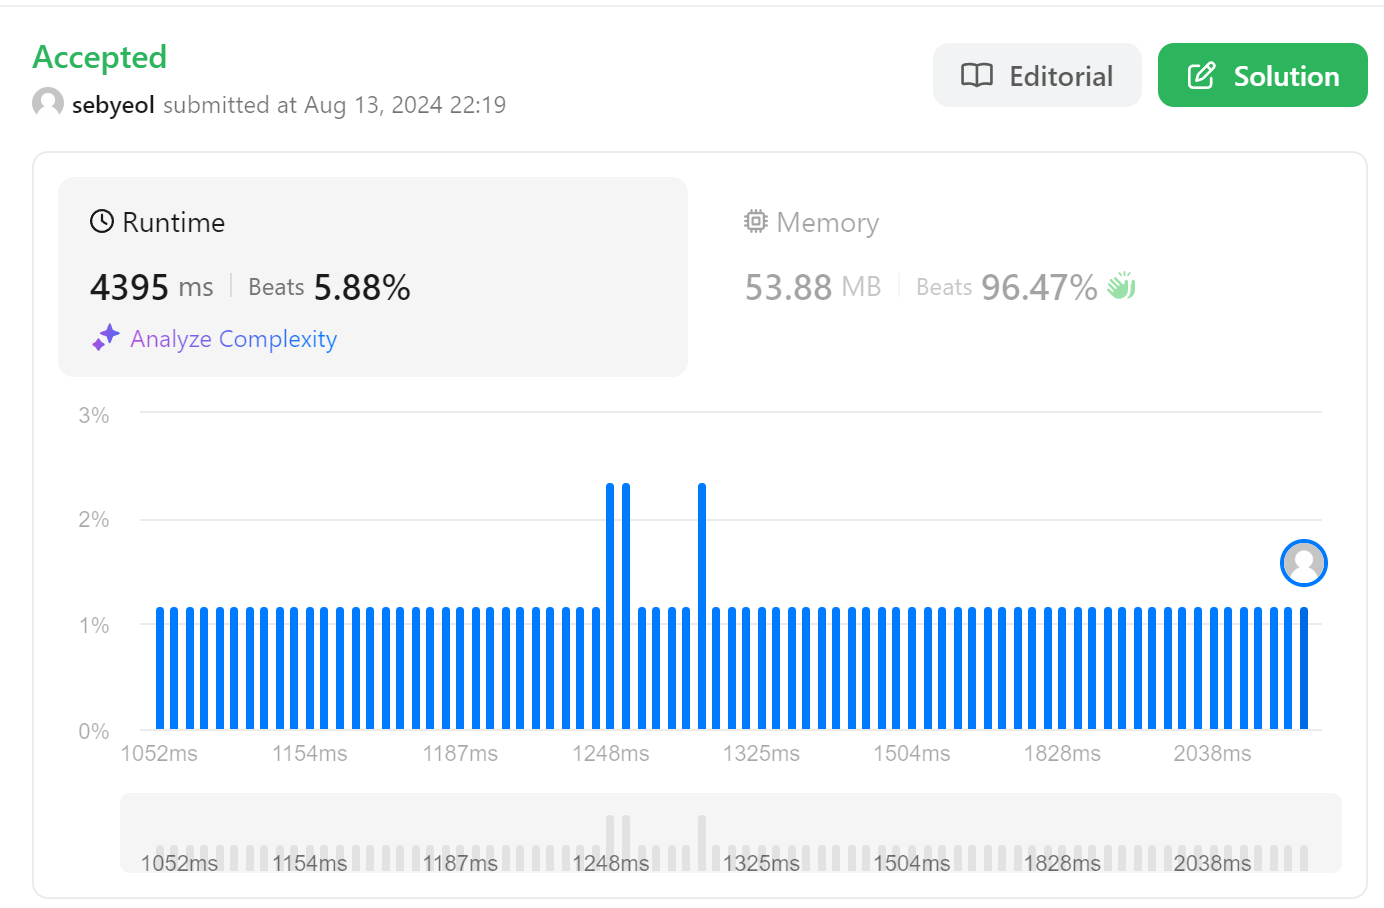 Accepted
Editorial
Solution
sebyeol submitted at Aug 13, 2024 22:19
Runtime
4395 ms Beats 5.88%
Analyze Complexity
Memory
53.88 MB Beats 96.47%
3%
2%
1%
0%
1052ms 1154ms 1187ms 1248ms 1325ms 1504ms 1828ms 2038ms
1052ms 1154ms 1187ms 1248ms 1325ms 1504ms 1828ms 2038ms